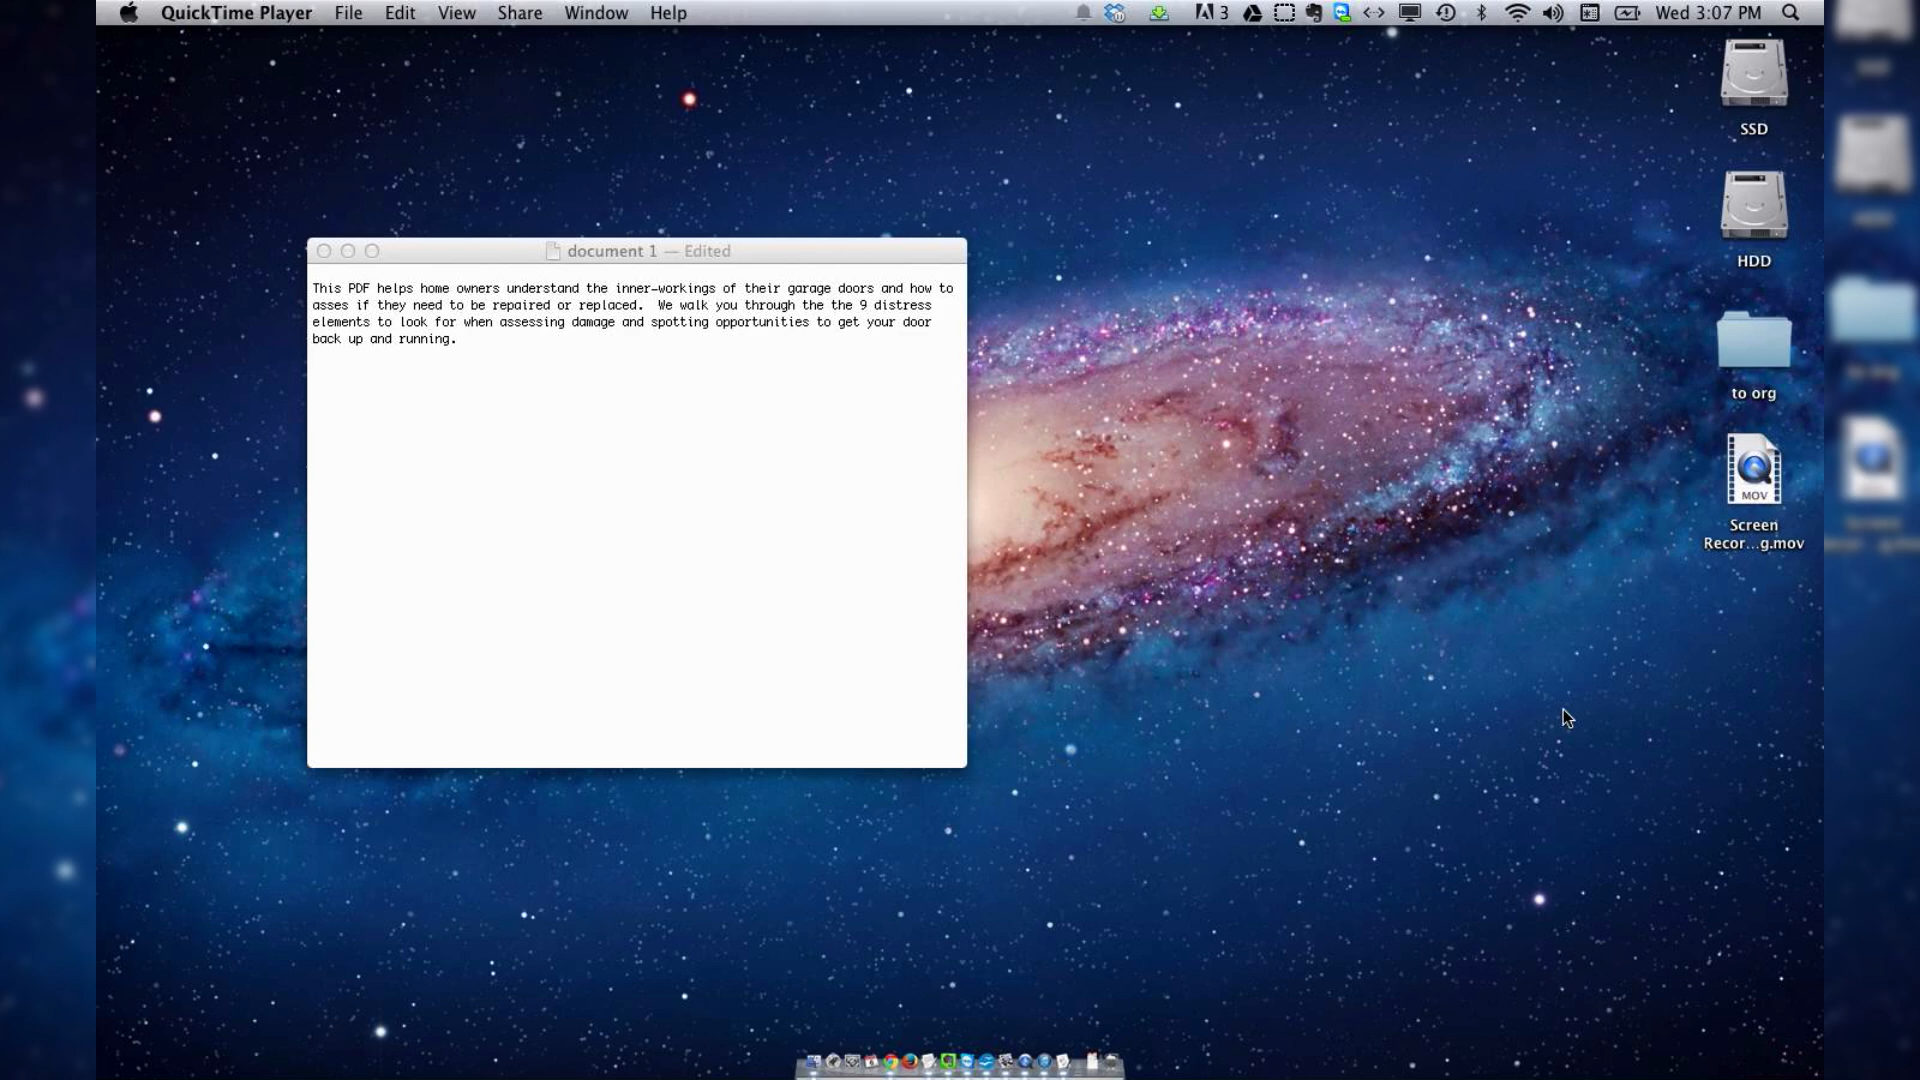 QuickTime Player File Edit View Share Window Help 3 Wed 3:07 PM
SSD
HDD
document 1 — Edited
This PDF helps home owners understand the inner-workings of their garage doors and how to
asses if they need to be repaired or replaced.  We walk you through the the 9 distress
elements to look for when assessing damage and spotting opportunities to get your door
back up and running.
to org
MOV
Screen
Recor...g.mov